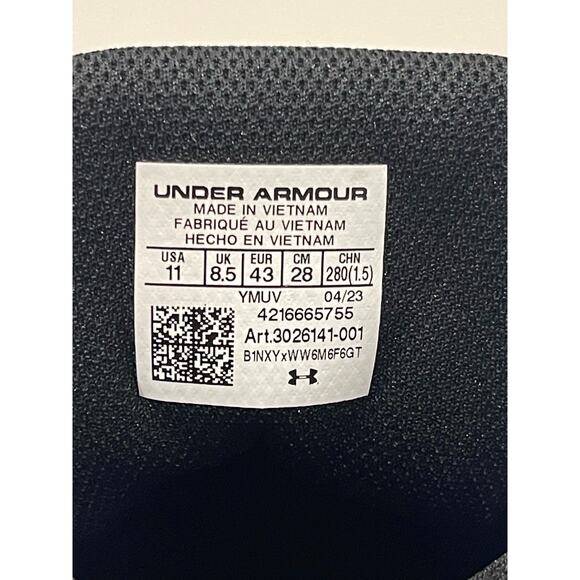 UNDER ARMOUR
MADE IN VIETNAM
FABRIQUÉ AU VIETNAM
HECHO EN VIETNAM
USA UK EUR CM CHN
11 8.5 43 28 280(1.5)
YMUV 04/23
4216665755
Art.3026141-001
B1NXYxWW6M6F6GT